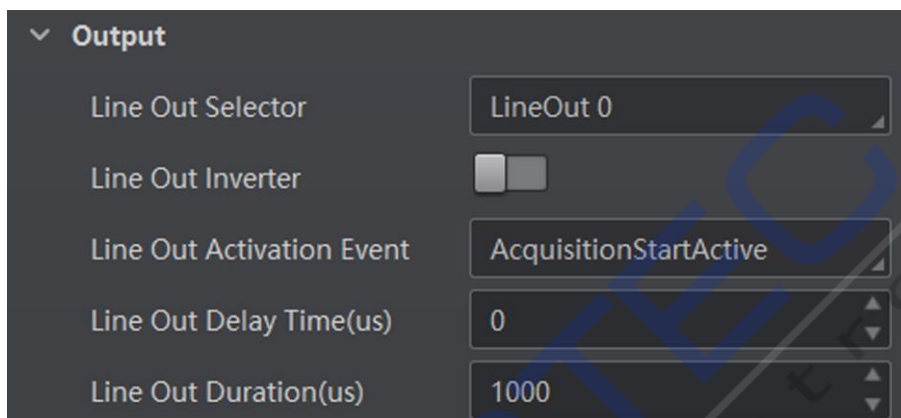 Output
Line Out Selector LineOut 0
Line Out Inverter
Line Out Activation Event AcquisitionStartActive
Line Out Delay Time(us) 0
Line Out Duration(us) 1000